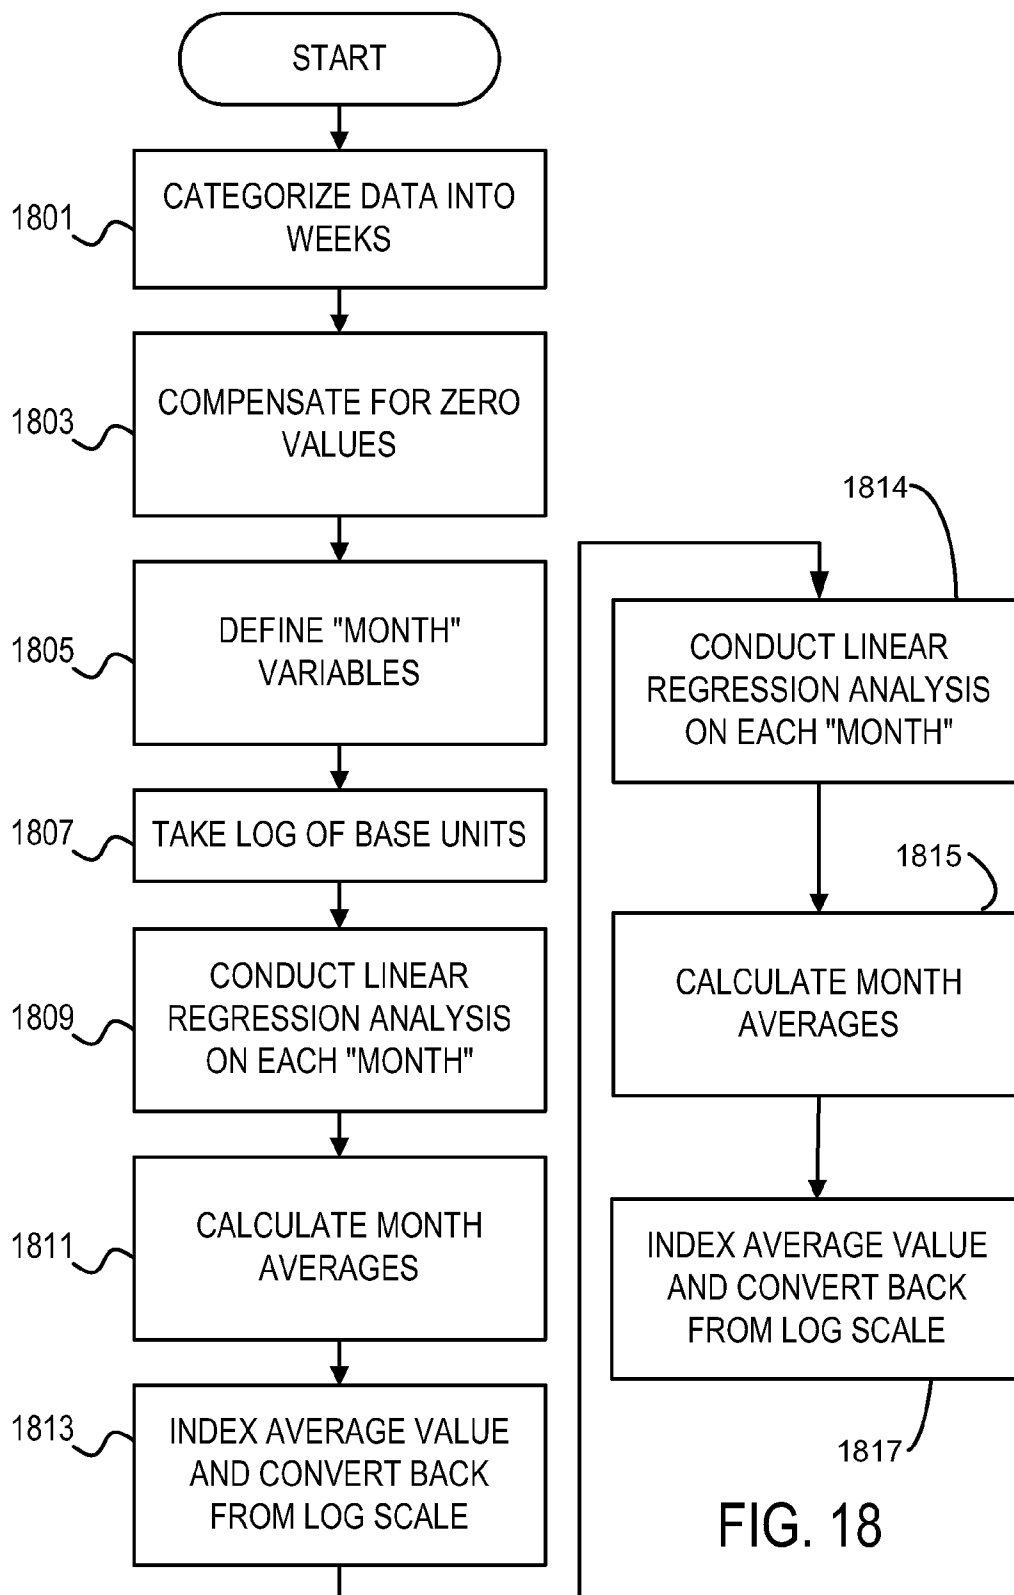 START
1801
CATEGORIZE DATA INTO
WEEKS
1803
COMPENSATE FOR ZERO
VALUES
1805
DEFINE "MONTH"
VARIABLES
1807
TAKE LOG OF BASE UNITS
1809
CONDUCT LINEAR
REGRESSION ANALYSIS
ON EACH "MONTH"
1811
CALCULATE MONTH
AVERAGES
1813
INDEX AVERAGE VALUE
AND CONVERT BACK
FROM LOG SCALE
1814
CONDUCT LINEAR
REGRESSION ANALYSIS
ON EACH "MONTH"
1815
CALCULATE MONTH
AVERAGES
INDEX AVERAGE VALUE
AND CONVERT BACK
FROM LOG SCALE
1817
FIG. 18